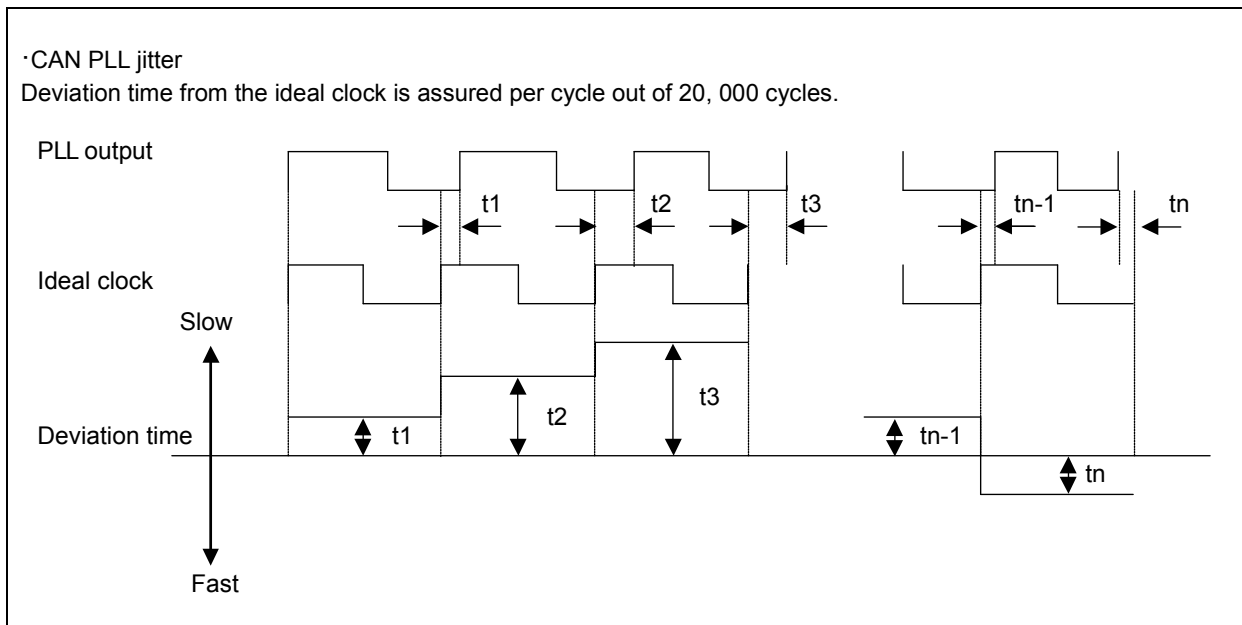 ·CAN PLL jitter
Deviation time from the ideal clock is assured per cycle out of 20, 000 cycles.
PLL output
t1
t2
t3
tn-1
tn
Ideal clock
Slow
Deviation time
t1
t2
t3
tn-1
tn
Fast